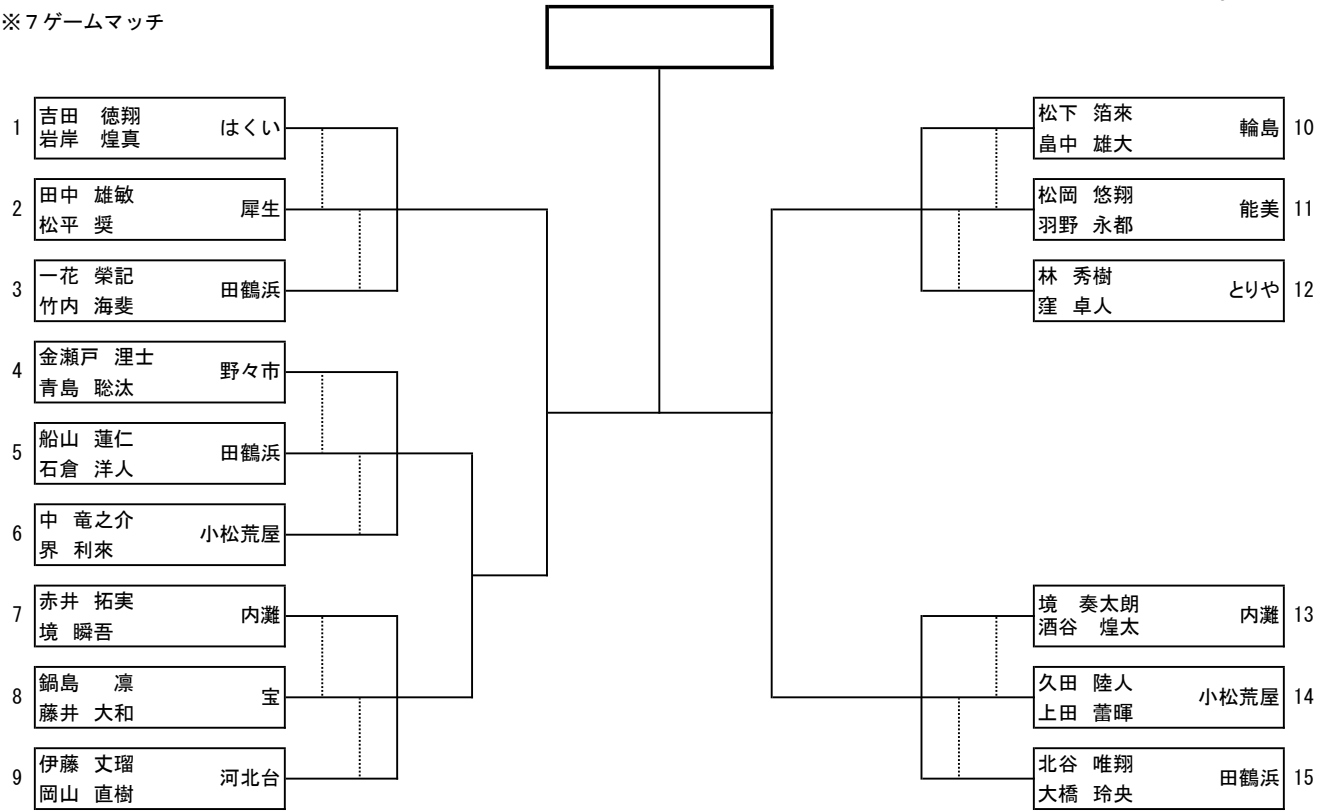 ※７ゲームマッチ
1 吉田　徳翔 はくい
岩岸　煌真
2 田中 雄敏 犀生
松平 奨
3 一花 榮記 田鶴浜
竹内 海斐
4 金瀬戸 浬士 野々市
青島 聡汰
5 船山 蓮仁 田鶴浜
石倉 洋人
6 中 竜之介 小松荒屋
界 利來
7 赤井 拓実 内灘
境 瞬吾
8 鍋島　凛 宝
藤井 大和
9 伊藤 丈瑠 河北台
岡山 直樹
松下 箔來 輪島 10
畠中 雄大
松岡 悠翔 能美 11
羽野 永都
林 秀樹 とりや 12
窪 卓人
境　奏太朗 内灘 13
酒谷　煌太
久田 陸人 小松荒屋 14
上田 蕾暉
北谷 唯翔 田鶴浜 15
大橋 玲央